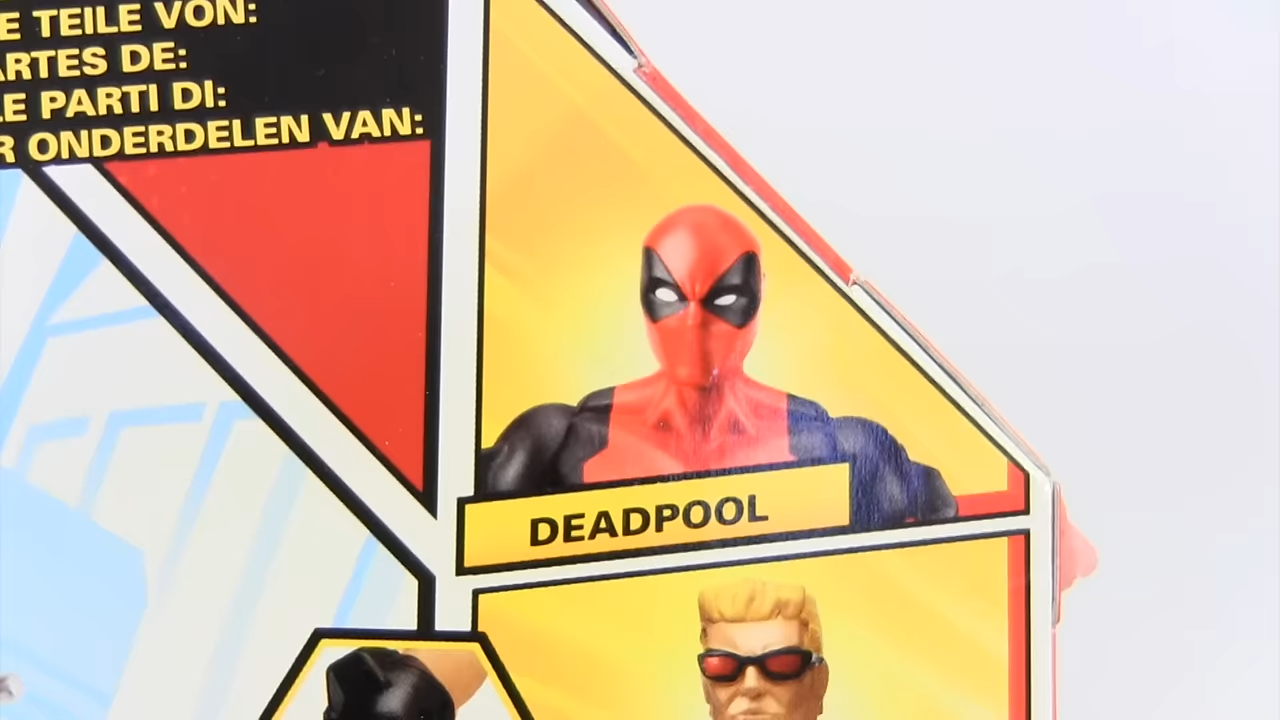 E TEILE VON:
ARTES DE:
LE PARTI DI:
R ONDERDELEN VAN:
DEADPOOL